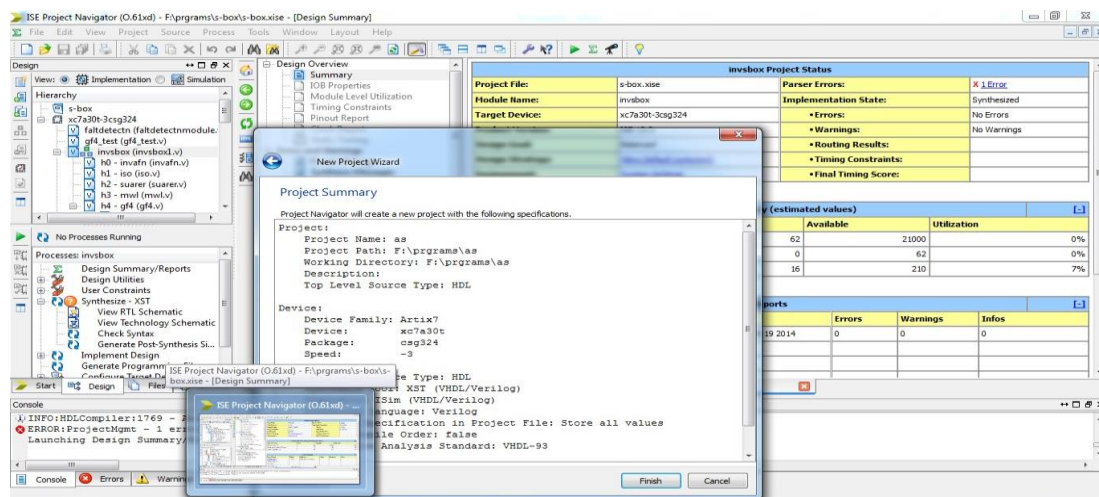 ISE Project Navigator (O.61xd) - F:\prgrams\s-box\s-box.xise - [Design Summary]
File Edit View Project Source Process Tools Window Layout Help
Design
View: Implementation Simulation
Hierarchy
s-box
xc7a30t-3csg324
faltdetectn (faltdetectnmodule.
gf4_test (gf4_test.v)
invsbox (invsbox1.v)
h0 - invafn (invafn.v)
h1 - iso (iso.v)
h2 - suarer (suarer.v)
h3 - mwl (mwl.v)
h4 - gf4 (gf4.v)
No Processes Running
Processes: invsbox
Design Summary/Reports
Design Utilities
User Constraints
Synthesize - XST
View RTL Schematic
View Technology Schematic
Check Syntax
Generate Post-Synthesis Si...
Implement Design
Generate Programm
Start Design Files
Design Overview
Summary
IOB Properties
Module Level Utilization
Timing Constraints
Pinout Report
invsbox Project Status
Project File: s-box.xise Parser Errors: X 1 Error
Module Name: invsbox Implementation State: Synthesized
Target Device: xc7a30t-3csg324 •Errors: No Errors
•Warnings: No Warnings
•Routing Results:
•Timing Constraints:
•Final Timing Score:
y (estimated values) [-]
Available Utilization
62 21000 0%
0 62 0%
16 210 7%
ports [-]
Errors Warnings Infos
19 2014 0 0 0
New Project Wizard
Project Summary
Project Navigator will create a new project with the following specifications.
Project:
Project Name: as
Project Path: F:\prgrams\as
Working Directory: F:\prgrams\as
Description:
Top Level Source Type: HDL
Device:
Device Family: Artix7
Device: xc7a30t
Package: csg324
Speed: -3
e Type: HDL
XST (VHDL/Verilog)
ISim (VHDL/Verilog)
anguage: Verilog
ecification in Project File: Store all values
le Order: false
Analysis Standard: VHDL-93
Finish Cancel
ISE Project Navigator (O.61xd) - F:\prgrams\s-box\s-
box.xise - [Design Summary]
ISE Project Navigator (O.61xd) - ...
Console
INFO:HDLCompiler:1769 -
ERROR:ProjectMgmt - 1 er
Launching Design Summary
Console Errors Warnin